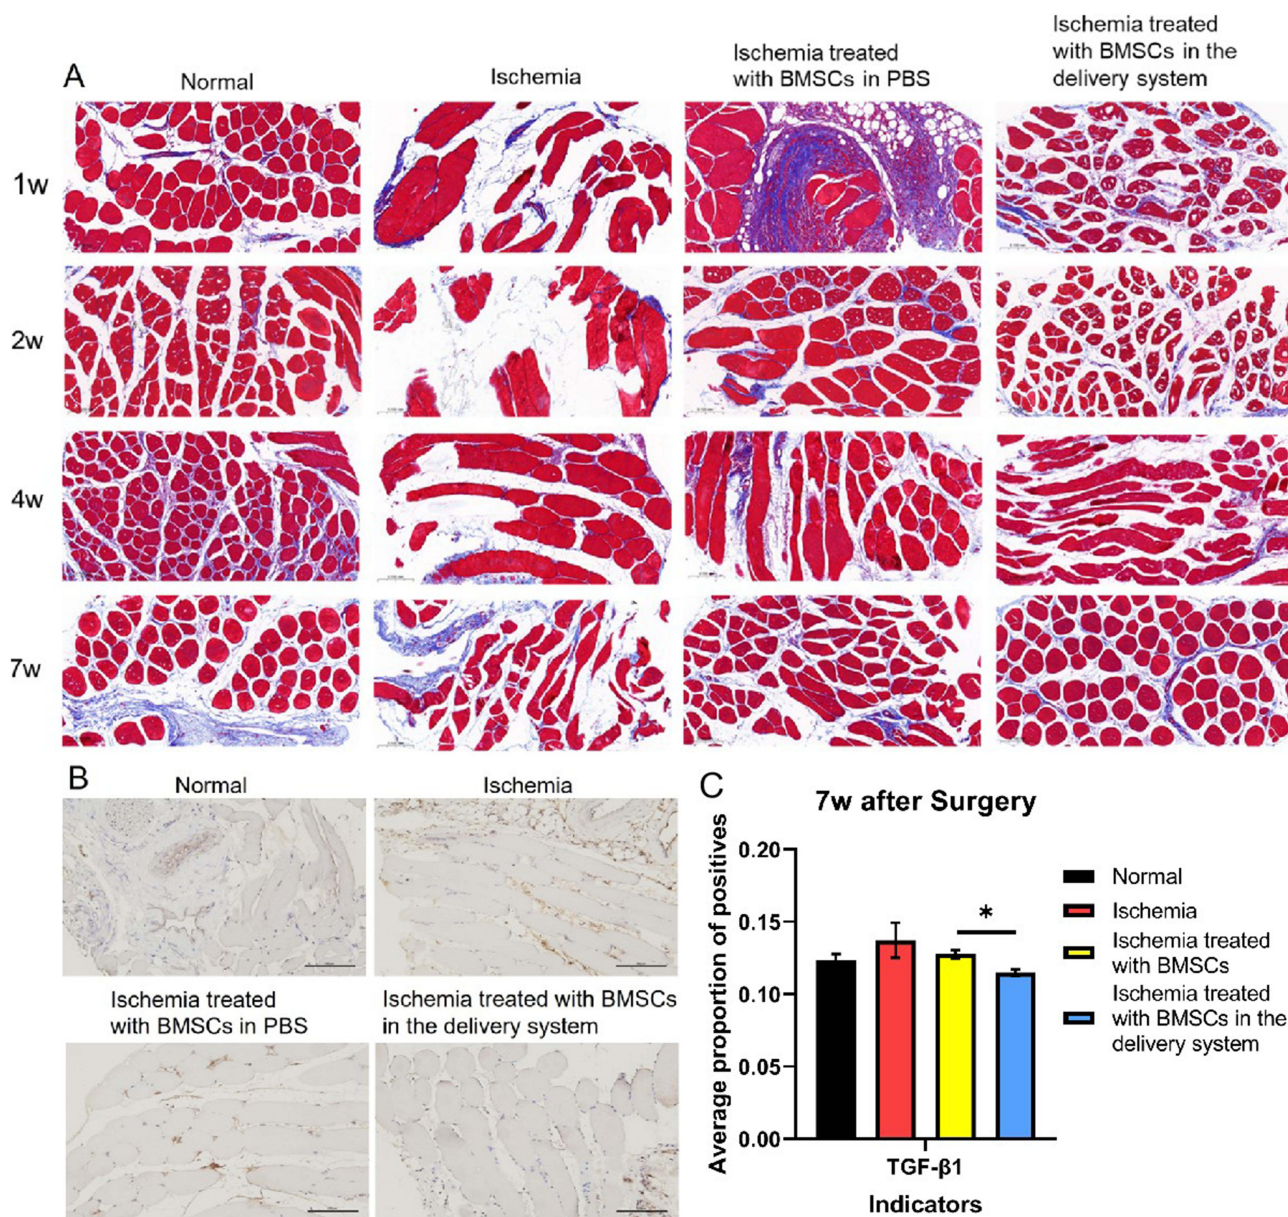 A
Normal
Ischemia
Ischemia treated
with BMSCs in PBS
Ischemia treated
with BMSCs in the
delivery system
1w
2w
4w
7w
B
Normal
Ischemia
Ischemia treated
with BMSCs in PBS
Ischemia treated with BMSCs
in the delivery system
C
7w after Surgery
Average proportion of positives
0.20
0.15
0.10
0.05
0.00
*
TGF-β1
Indicators
Normal
Ischemia
Ischemia treated
with BMSCs
Ischemia treated
with BMSCs in the
delivery system